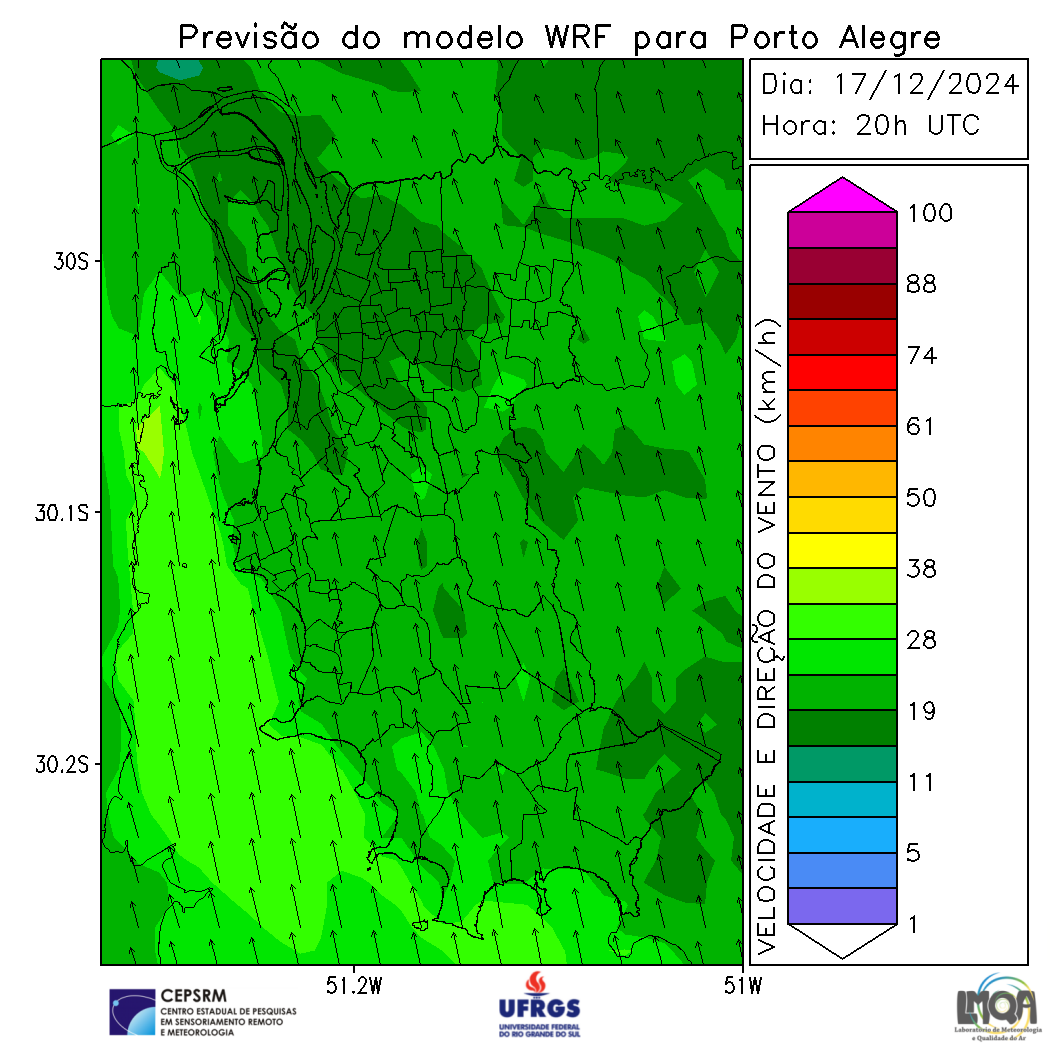 Previsão do modelo WRF para Porto Alegre
Dia: 17/12/2024
Hora: 20h UTC
30S
30.1S
30.2S
51.2W
51W
VELOCIDADE E DIREÇÃO DO VENTO (km/h)
100
88
74
61
50
38
28
19
11
5
1
CEPSRM
CENTRO ESTADUAL DE PESQUISAS
EM SENSORIAMENTO REMOTO
E METEOROLOGIA
UFRGS
UNIVERSIDADE FEDERAL
DO RIO GRANDE DO SUL
LMQA
Laboratório de Meteorologia
e Qualidade do Ar